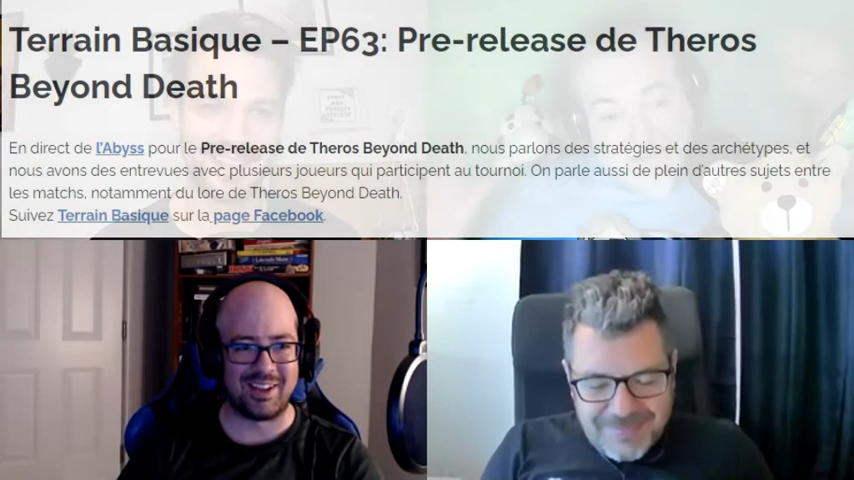 Terrain Basique – EP63: Pre-release de Theros
Beyond Death
En direct de l'Abyss pour le Pre-release de Theros Beyond Death, nous parlons des stratégies et des archétypes, et
nous avons des entrevues avec plusieurs joueurs qui participent au tournoi. On parle aussi de plein d'autres sujets entre
les matchs, notamment du lore de Theros Beyond Death.
Suivez Terrain Basique sur la page Facebook.